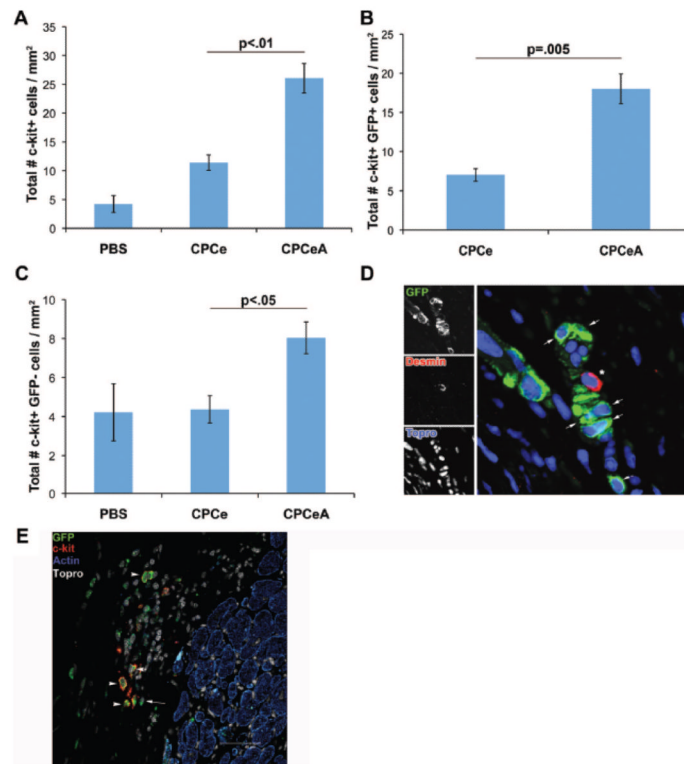 A
p<.01
Total # c-kit+ cells / mm²
35
30
25
20
15
10
5
0
PBS
CPCe
CPCeA
B
p=.005
Total # c-kit+ GFP+ cells / mm²
25
20
15
10
5
0
CPCe
CPCeA
C
p<.05
Total # c-kit+ GFP- cells / mm²
10
8
6
4
2
0
PBS
CPCe
CPCeA
D
GFP
Desmin
Topro
*
E
GFP
c-kit
Actin
Topro